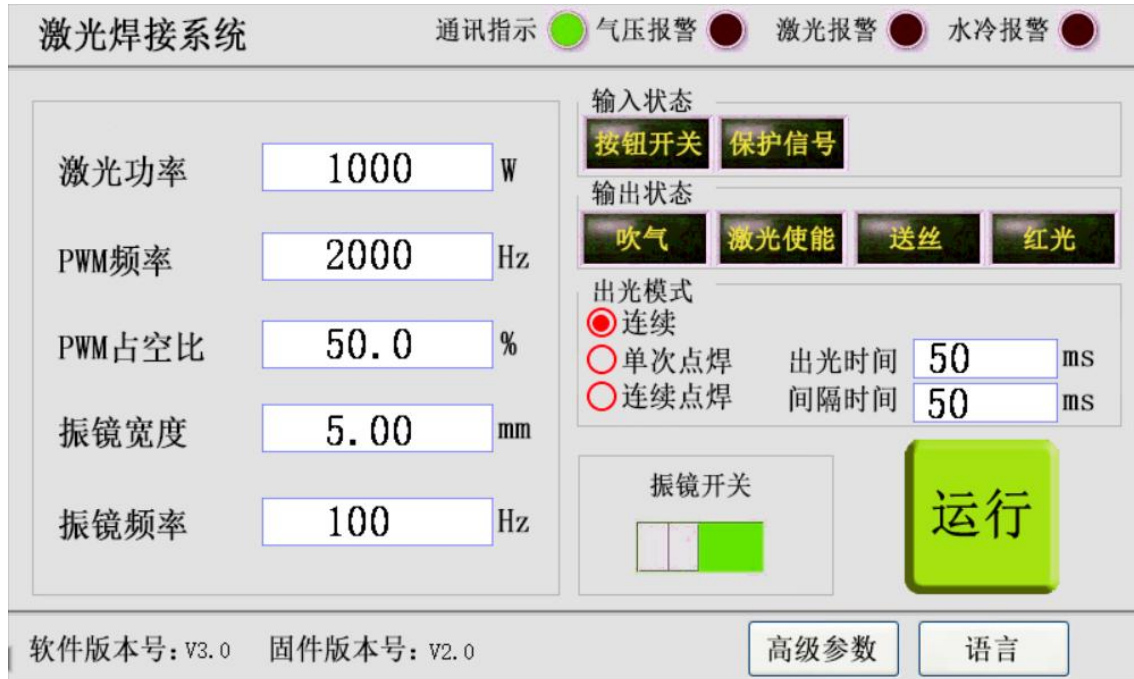 激光焊接系统 通讯指示 气压报警 激光报警 水冷报警
激光功率 1000 W
PWM频率 2000 Hz
PWM占空比 50.0 %
振镜宽度 5.00 mm
振镜频率 100 Hz
输入状态
按钮开关 保护信号
输出状态
吹气 激光使能 送丝 红光
出光模式
连续
单次点焊 出光时间 50 ms
连续点焊 间隔时间 50 ms
振镜开关
运行
软件版本号: V3.0 固件版本号: V2.0 高级参数 语言